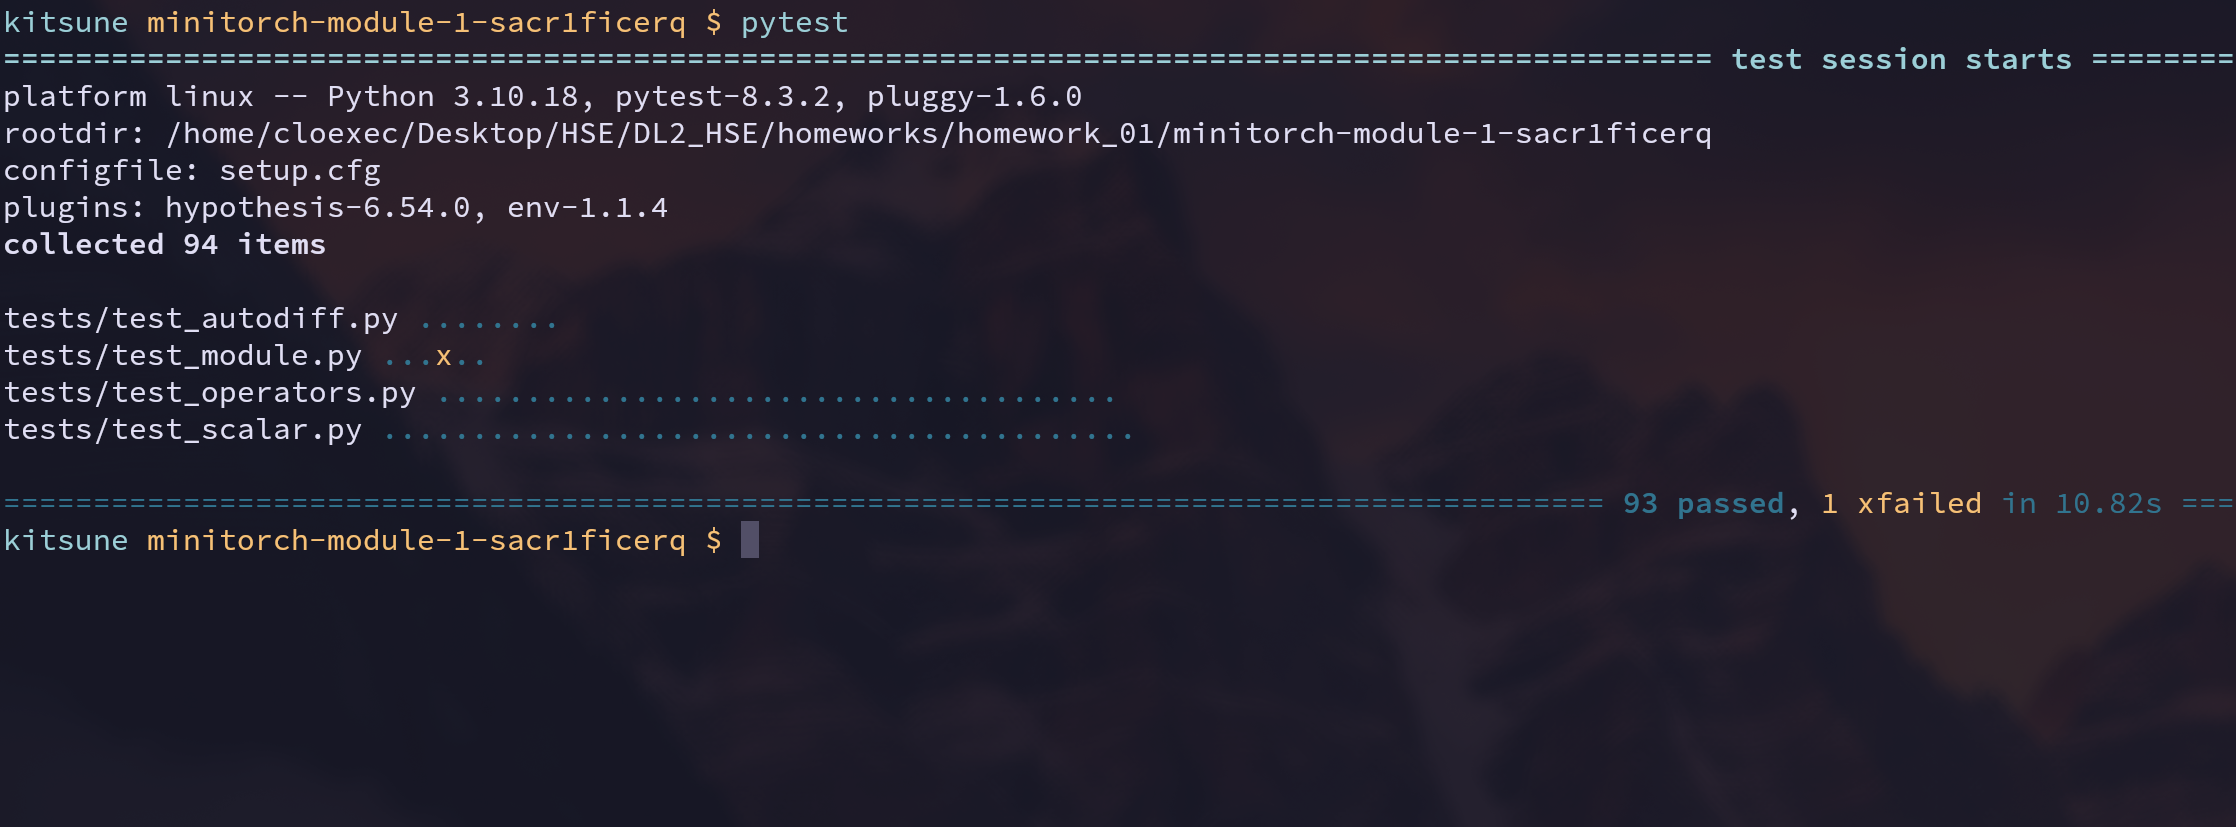 kitsune minitorch-module-1-sacr1ficerq $ pytest
=============================================================================================== test session starts ========
platform linux -- Python 3.10.18, pytest-8.3.2, pluggy-1.6.0
rootdir: /home/cloexec/Desktop/HSE/DL2_HSE/homeworks/homework_01/minitorch-module-1-sacr1ficerq
configfile: setup.cfg
plugins: hypothesis-6.54.0, env-1.1.4
collected 94 items
tests/test_autodiff.py ........
tests/test_module.py ...x..
tests/test_operators.py ......................................
tests/test_scalar.py ..........................................
========================================================================================= 93 passed, 1 xfailed in 10.82s ===
kitsune minitorch-module-1-sacr1ficerq $